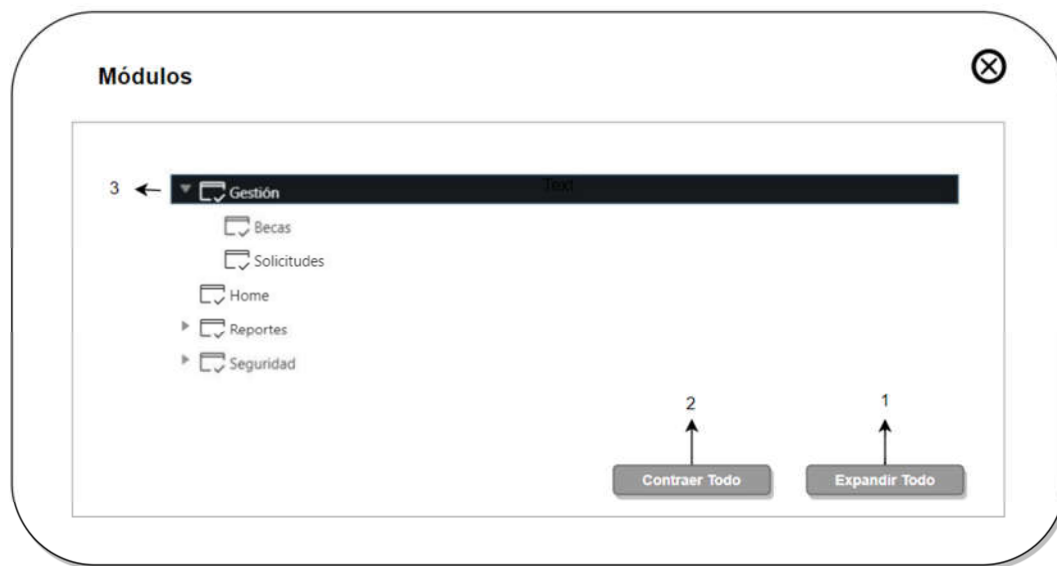 Módulos
3
Gestión
Text
Becas
Solicitudes
Home
Reportes
Seguridad
2
1
Contraer Todo
Expandir Todo